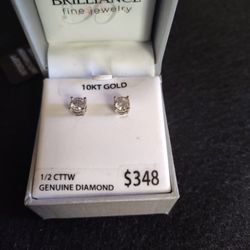 BRILLIANCE
fine jewelry
10KT GOLD
1/2 CTTW
$348
GENUINE DIAMOND